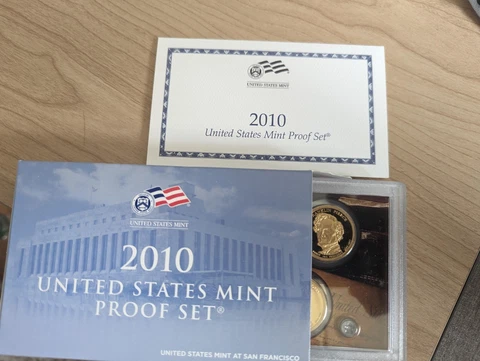 UNITED STATES MINT
2010
United States Mint Proof Set®
UNITED STATES MINT
2010
UNITED STATES MINT
PROOF SET®
UNITED STATES MINT AT SAN FRANCISCO